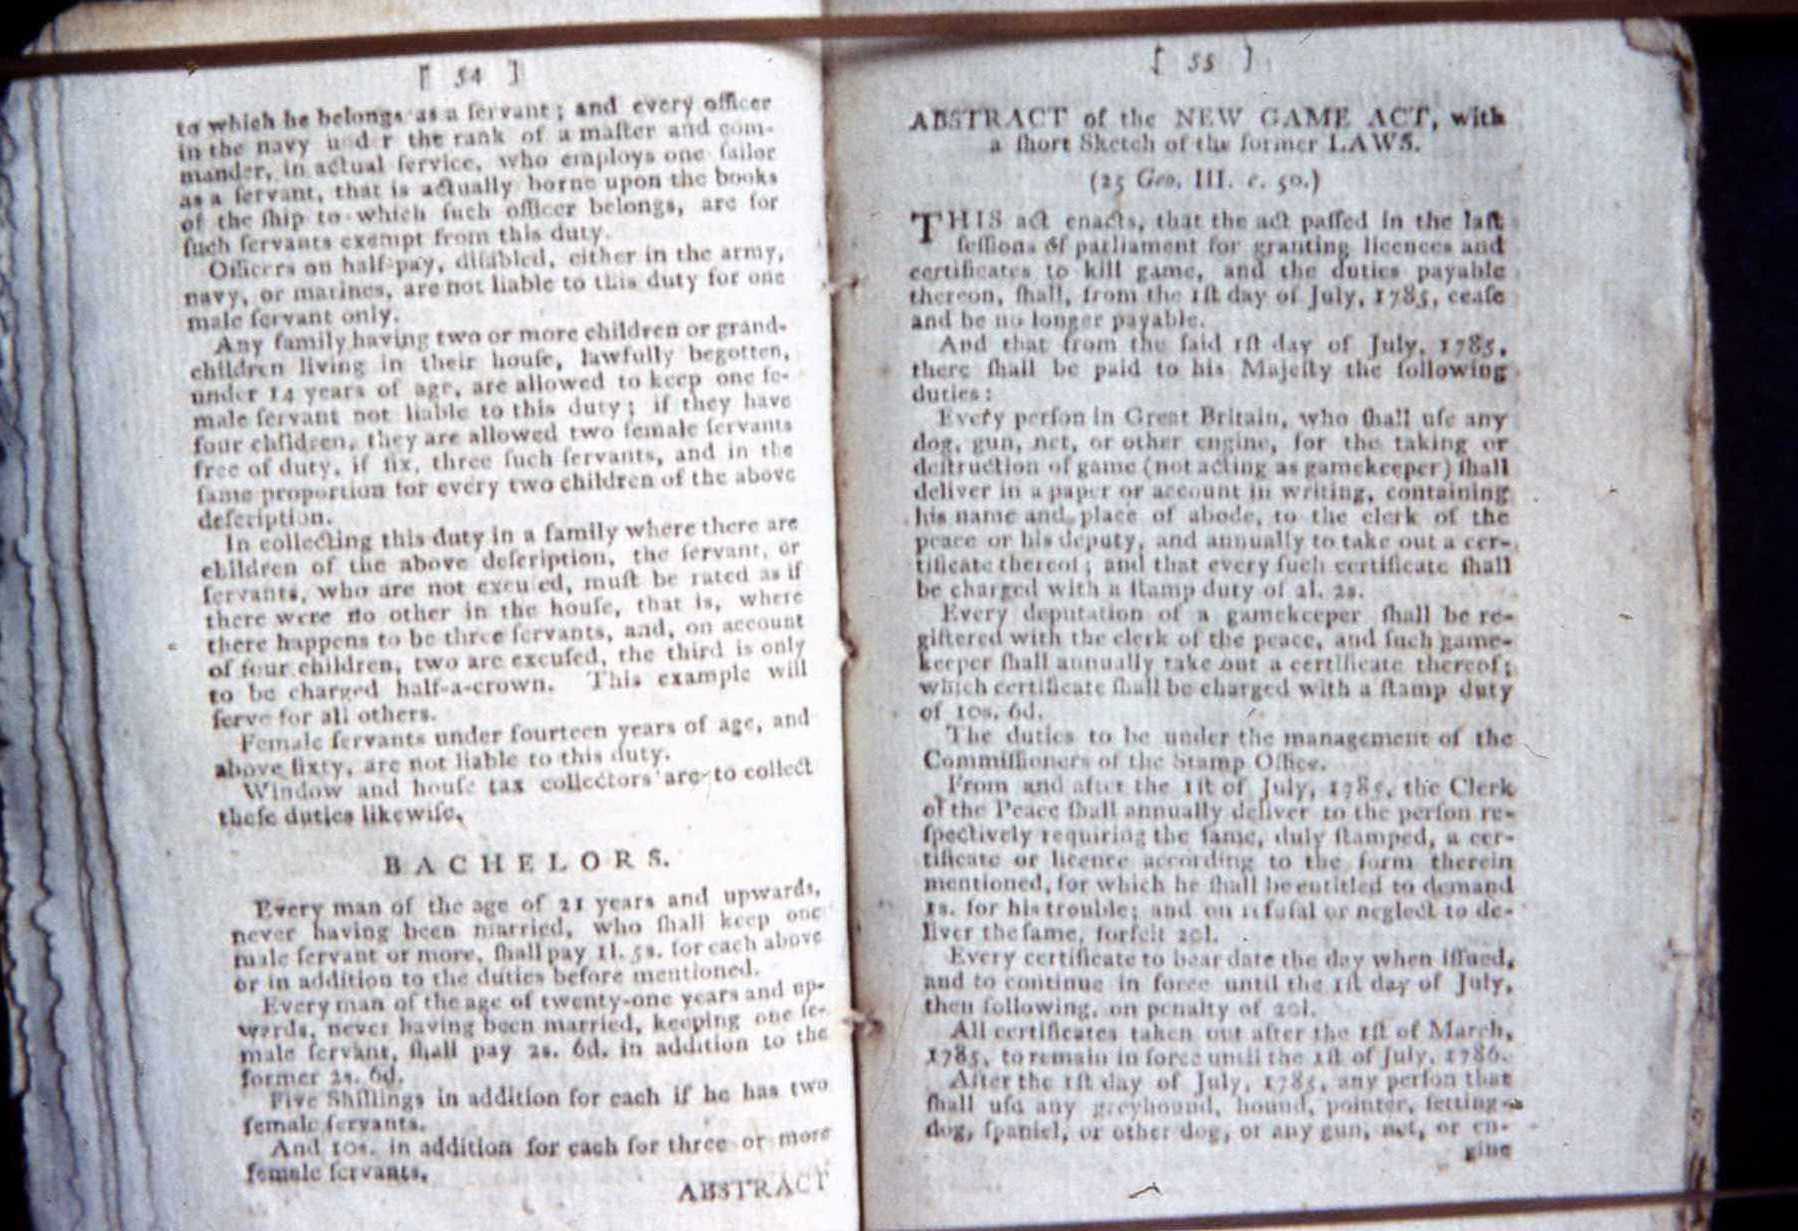 [ 54 ]
to which he belongs as a ſervant; and every officer
in the navy und r the rank of a maſter and com-
mander, in actual ſervice, who employs one ſailor
as a ſervant, that is actually borne upon the books
of the ſhip to which ſuch officer belongs, are for
ſuch ſervants exempt from this duty.
Officers on half-pay, diſabled, either in the army,
navy, or marines, are not liable to this duty for one
male ſervant only.
Any family having two or more children or grand-
children living in their houſe, lawfully begotten,
under 14 years of age, are allowed to keep one fe-
male ſervant not liable to this duty; if they have
four children, they are allowed two female ſervants
free of duty, if ſix, three ſuch ſervants, and in the
ſame proportion for every two children of the above
deſcription.
In collecting this duty in a family where there are
children of the above deſcription, the ſervant, or
ſervants, who are not excuſed, muſt be rated as if
there were no other in the houſe, that is, where
there happens to be three ſervants, and, on account
of four children, two are excuſed, the third is only
to be charged half-a-crown. This example will
ſerve for all others.
Female ſervants under fourteen years of age, and
above ſixty, are not liable to this duty.
Window and houſe tax collectors are to collect
theſe duties likewiſe.
BACHELORS.
Every man of the age of 21 years and upwards,
never having been married, who ſhall keep one
male ſervant or more, ſhall pay 1l. 5s. for each above
or in addition to the duties before mentioned.
Every man of the age of twenty-one years and up-
wards, never having been married, keeping one fe-
male ſervant, ſhall pay 2s. 6d. in addition to the
former 2s. 6d.
Five Shillings in addition for each if he has two
female ſervants.
And 10s. in addition for each for three or more
female ſervants.
ABSTRACT
[ 55 ]
ABSTRACT of the NEW GAME ACT, with
a ſhort Sketch of the former LAWS.
(25 Geo. III. c. 50.)
THIS act enacts, that the act paſſed in the laſt
ſeſſions of parliament for granting licences and
certificates to kill game, and the duties payable
thereon, ſhall, from the 1ſt day of July, 1785, ceaſe
and be no longer payable.
And that from the ſaid 1ſt day of July, 1785,
there ſhall be paid to his Majeſty the following
duties:
Every perſon in Great Britain, who ſhall uſe any
dog, gun, net, or other engine, for the taking or
deſtruction of game (not acting as gamekeeper) ſhall
deliver in a paper or account in writing, containing
his name and place of abode, to the clerk of the
peace or his deputy, and annually to take out a cer-
tificate thereof; and that every ſuch certificate ſhall
be charged with a ſtamp duty of 2l. 2s.
Every deputation of a gamekeeper ſhall be re-
giſtered with the clerk of the peace, and ſuch game-
keeper ſhall annually take out a certificate thereof;
which certificate ſhall be charged with a ſtamp duty
of 10s. 6d.
The duties to be under the management of the
Commiſſioners of the Stamp Office.
From and after the 1ſt of July, 1785, the Clerk
of the Peace ſhall annually deliver to the perſon re-
ſpectively requiring the ſame, duly ſtamped, a cer-
tificate or licence according to the form therein
mentioned, for which he ſhall be entitled to demand
1s. for his trouble; and on refuſal or neglect to de-
liver the ſame, forfeit 20l.
Every certificate to bear date the day when iſſued,
and to continue in force until the 1ſt day of July,
then following, on penalty of 20l.
All certificates taken out after the 1ſt of March,
1785, to remain in force until the 1ſt of July, 1786.
After the 1ſt day of July, 1785, any perſon that
ſhall uſe any greyhound, hound, pointer, ſetting-
dog, ſpaniel, or other dog, or any gun, net, or en-
gine